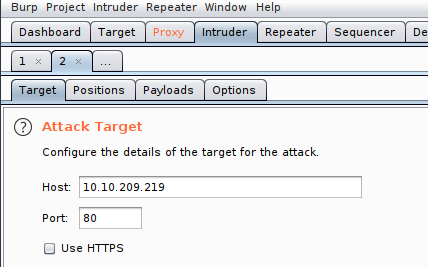 Burp Project Intruder Repeater Window Help
Dashboard Target Proxy Intruder Repeater Sequencer De
1 × 2 × ...
Target Positions Payloads Options
? Attack Target
Configure the details of the target for the attack.
Host: 10.10.209.219
Port: 80
Use HTTPS